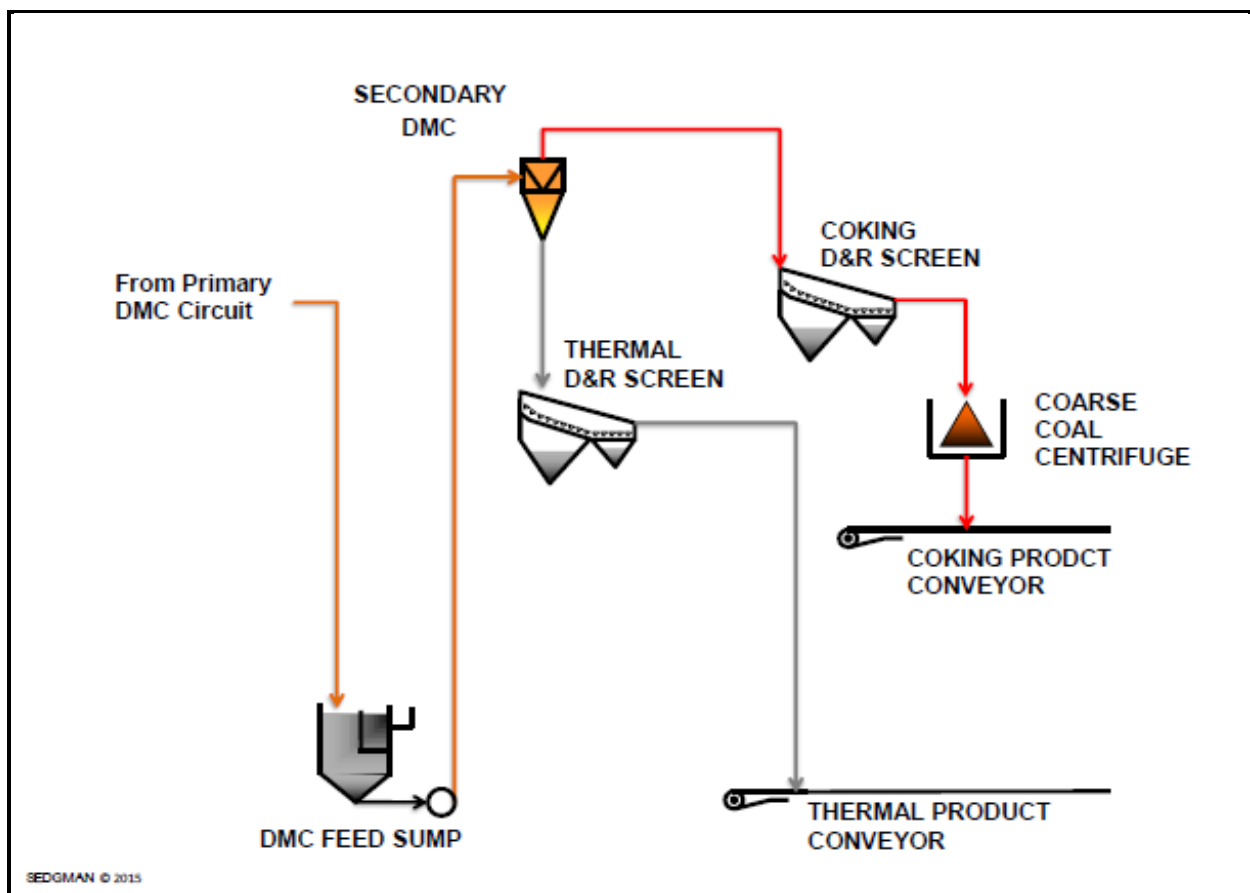 SECONDARY
DMC
COKING
D&R SCREEN
From Primary
DMC Circuit
THERMAL
D&R SCREEN
COARSE
COAL
CENTRIFUGE
COKING PRODCT
CONVEYOR
THERMAL PRODUCT
CONVEYOR
DMC FEED SUMP
SEDGMAN © 2015